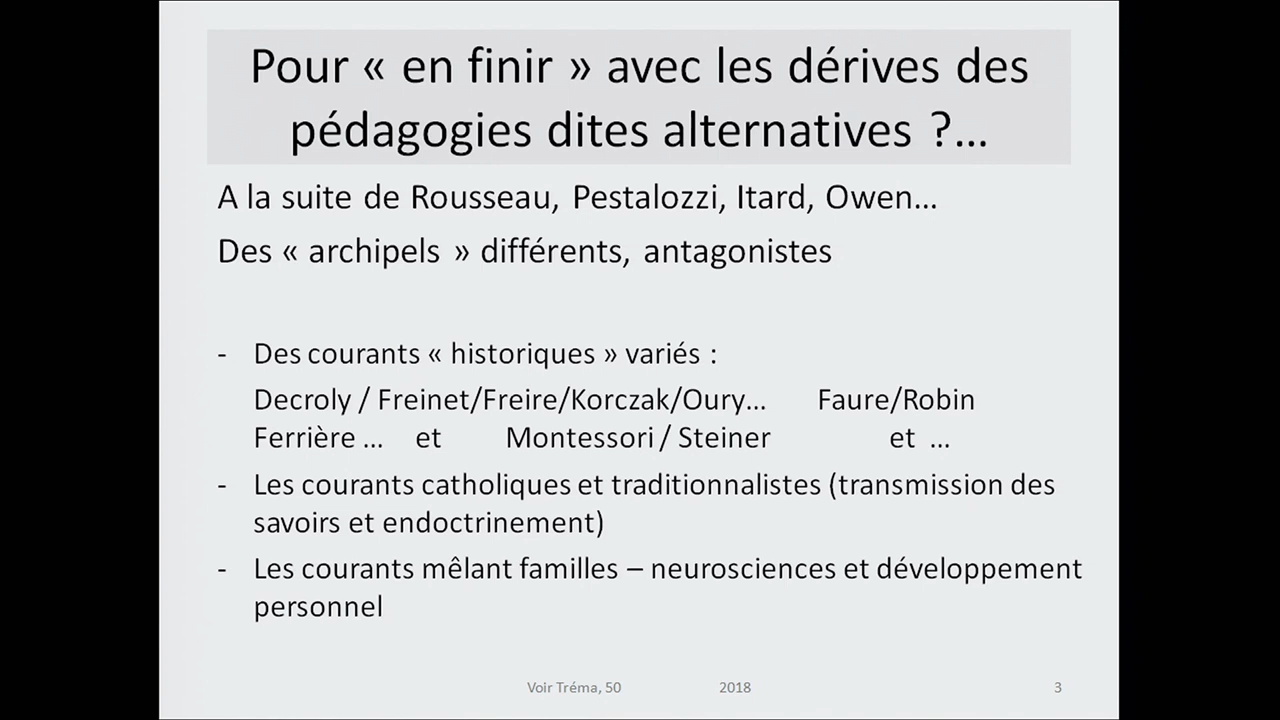 Pour « en finir » avec les dérives des
pédagogies dites alternatives ?...
A la suite de Rousseau, Pestalozzi, Itard, Owen...
Des « archipels » différents, antagonistes
- Des courants « historiques » variés :
Decroly / Freinet/Freire/Korczak/Oury... Faure/Robin
Ferrière ... et Montessori / Steiner et ...
- Les courants catholiques et traditionnalistes (transmission des
savoirs et endoctrinement)
- Les courants mêlant familles – neurosciences et développement
personnel
Voir Tréma, 50 2018 3